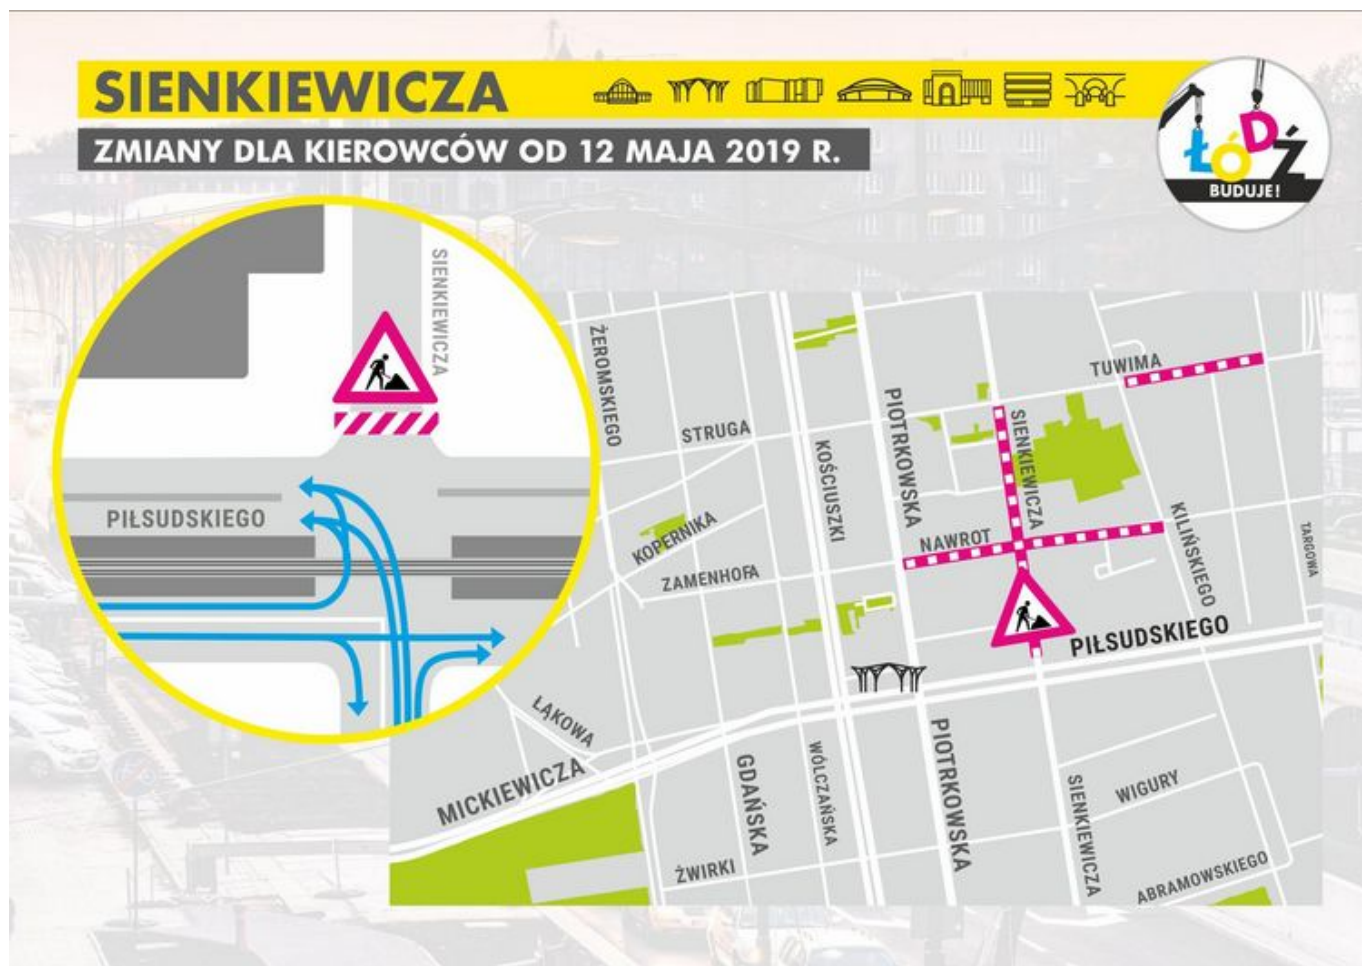 SIENKIEWICZA
ZMIANY DLA KIEROWCÓW OD 12 MAJA 2019 R.
ŁÓDŹ
BUDUJE!
SIENKIEWICZA
PIŁSUDSKIEGO
ŻEROMSKIEGO
STRUGA
KOPERNIKA
ZAMENHOFA
KOŚCIUSZKI
PIOTRKOWSKA
NAWROT
SIENKIEWICZA
TUWIMA
KILIŃSKIEGO
TARGOWA
PIŁSUDSKIEGO
ŁĄKOWA
MICKIEWICZA
GDAŃSKA
WÓLCZAŃSKA
PIOTRKOWSKA
SIENKIEWICZA
WIGURY
ŻWIRKI
ABRAMOWSKIEGO